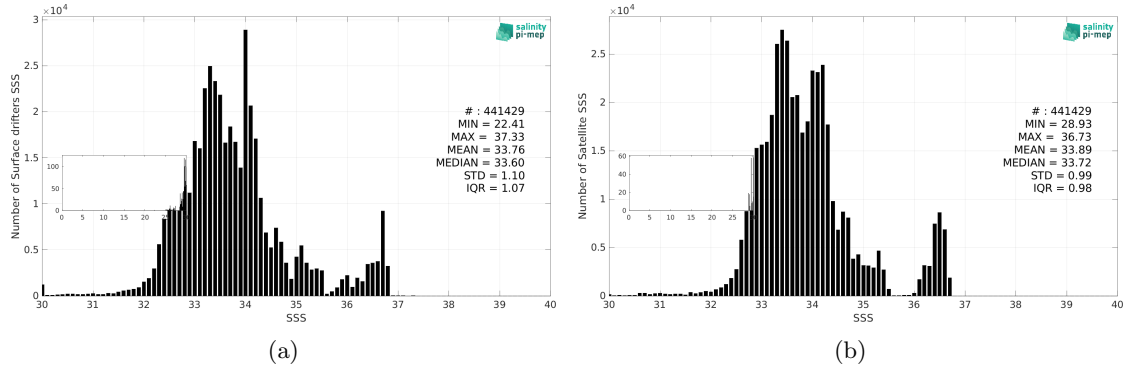 ×10^4
3
2.5
2
1.5
1
0.5
0
Number of Surface drifters SSS
salinity
pi-mep
# : 441429
MIN = 22.41
MAX = 37.33
MEAN = 33.76
MEDIAN = 33.60
STD = 1.10
IQR = 1.07
100
50
0
0 5 10 15 20 25
30 31 32 33 34 35 36 37 38 39 40
SSS
(a)
×10^4
2.5
2
1.5
1
0.5
0
Number of Satellite SSS
salinity
pi-mep
# : 441429
MIN = 28.93
MAX = 36.73
MEAN = 33.89
MEDIAN = 33.72
STD = 0.99
IQR = 0.98
60
40
20
0
0 5 10 15 20 25
30 31 32 33 34 35 36 37 38 39 40
SSS
(b)